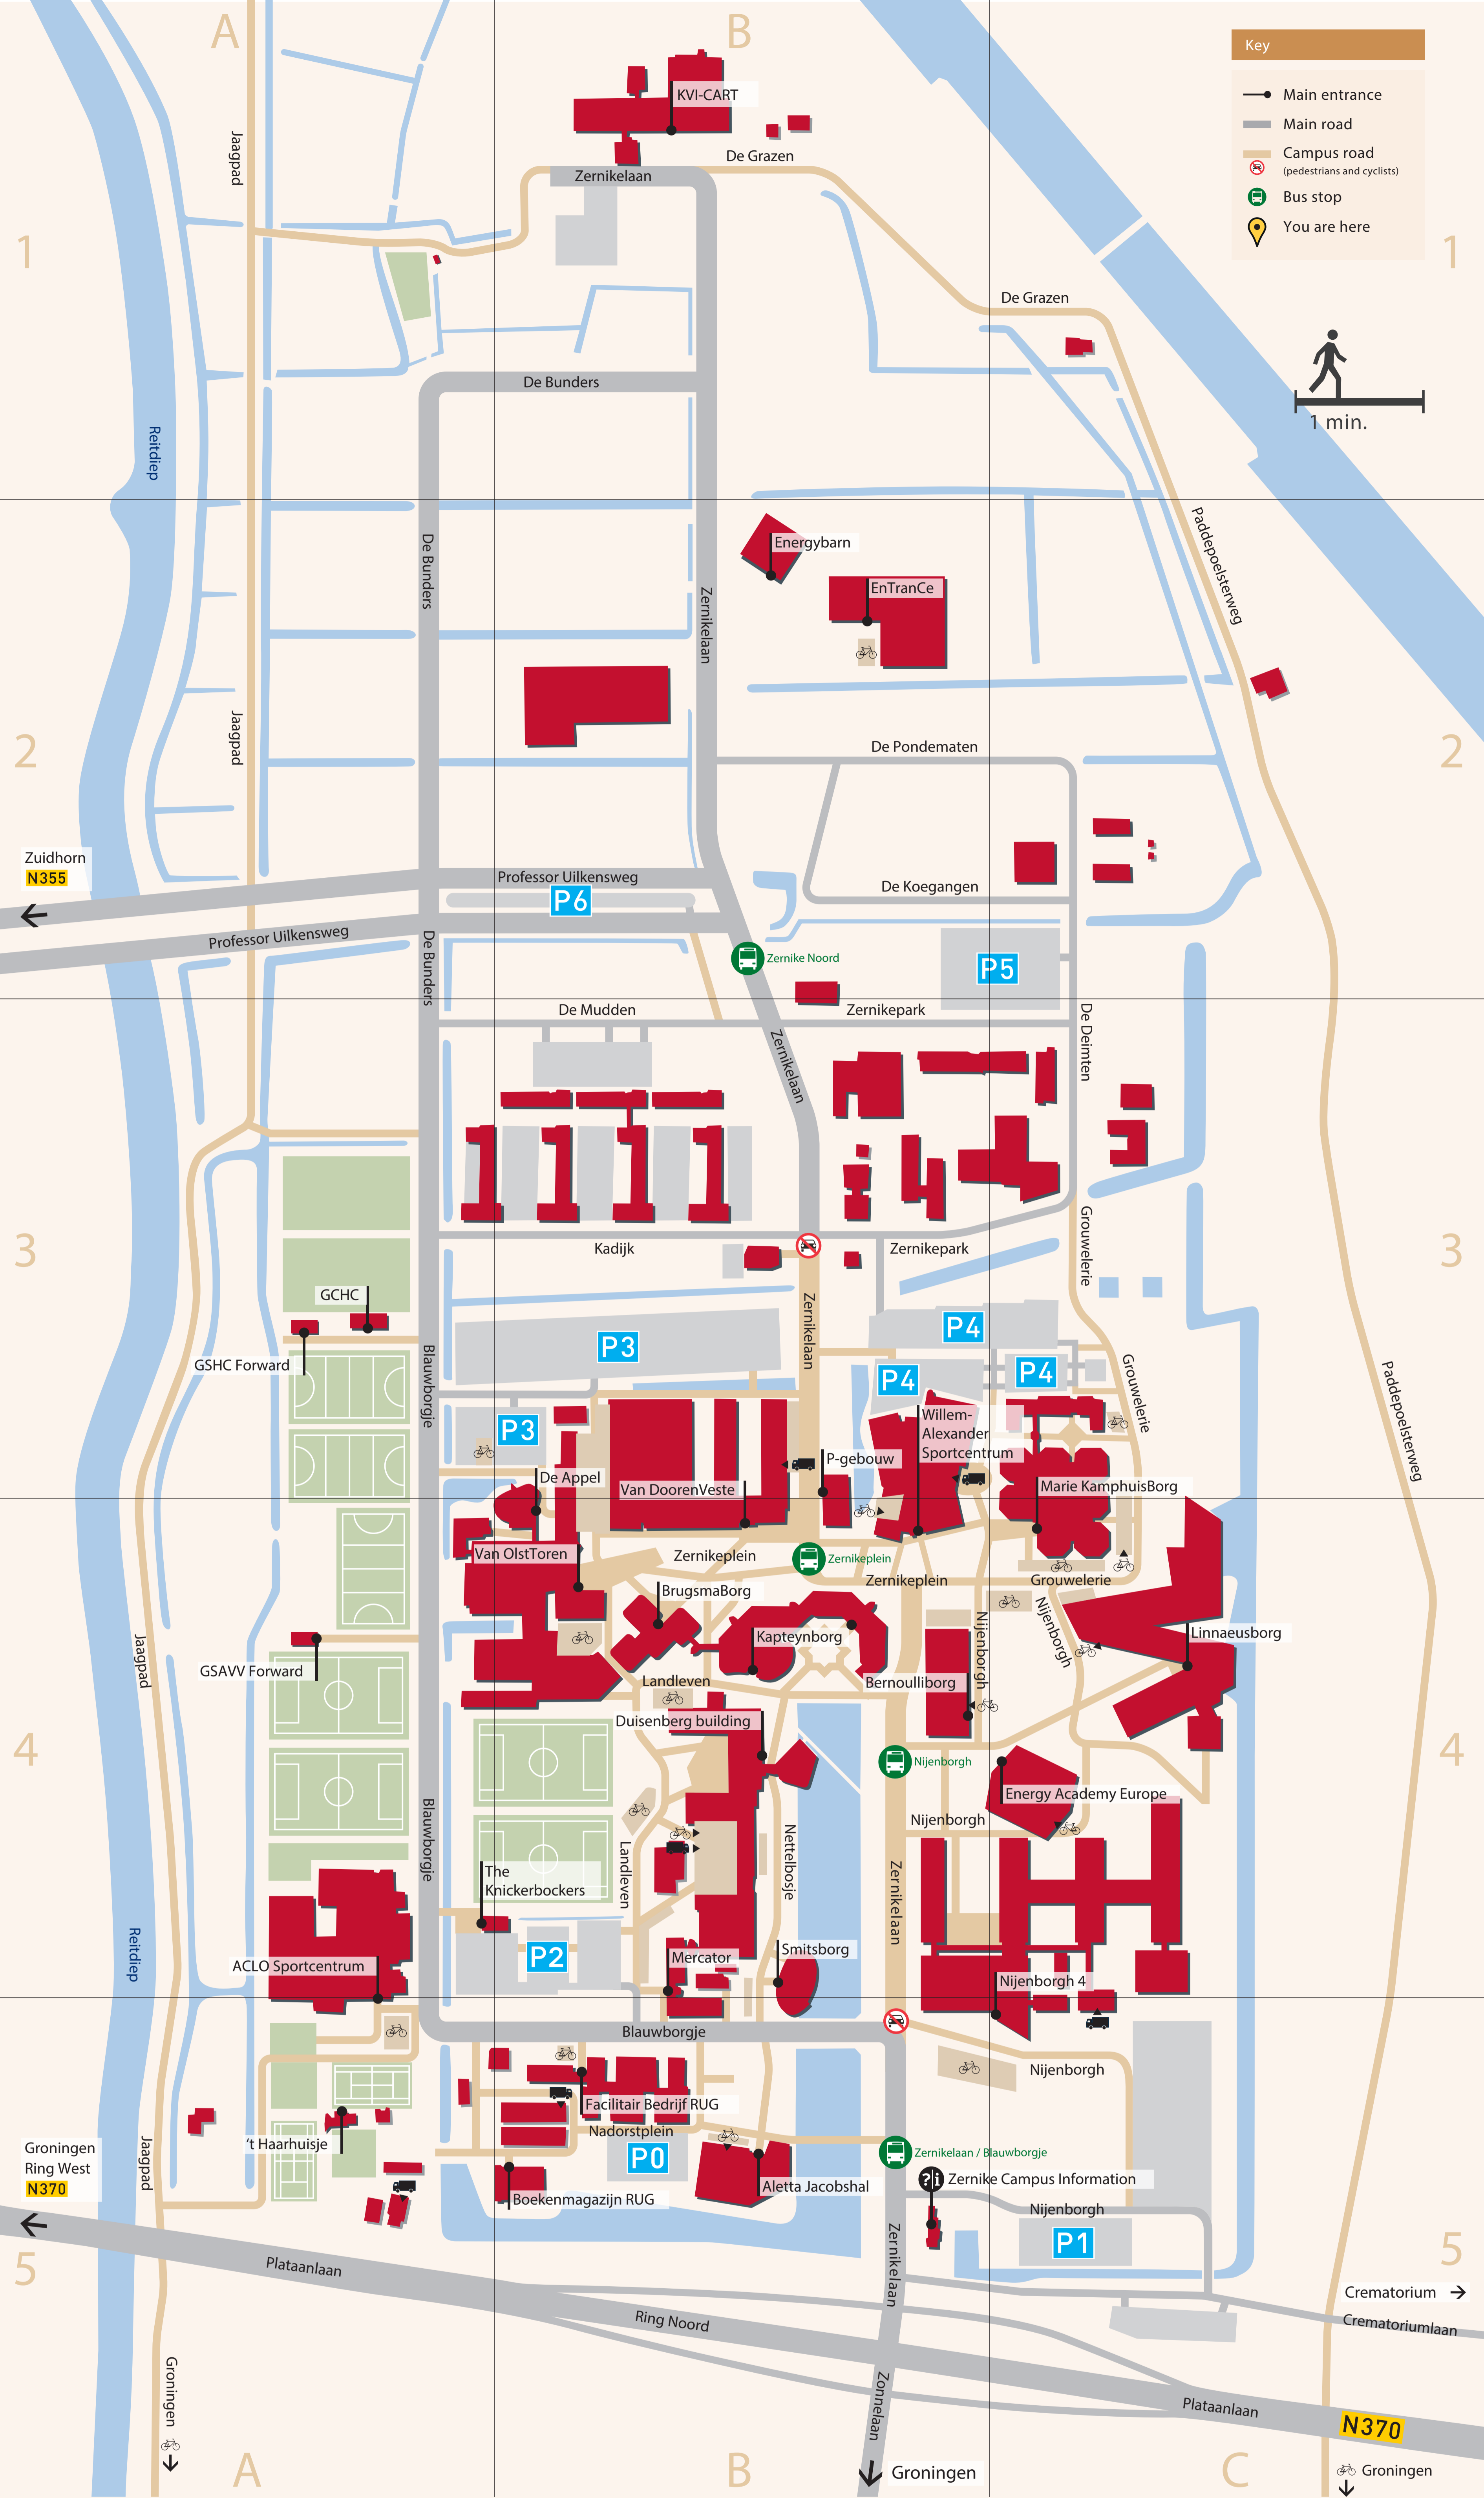 A
B
Key
Main entrance
Main road
Campus road
(pedestrians and cyclists)
Bus stop
You are here
KVI-CART
De Grazen
Zernikelaan
Jaagpad
1
1
De Grazen
1 min.
De Bunders
Reitdiep
Paddepoelsterweg
Energybarn
EnTranCe
De Bunders
Zernikelaan
Jaagpad
2
2
De Pondematen
Zuidhorn
N355
Professor Uilkensweg
P6
De Koegangen
Professor Uilkensweg
De Bunders
Zernike Noord
P5
De Mudden
Zernikepark
De Deimten
Zernikelaan
3
3
Kadijk
Zernikepark
Grouwelerie
GCHC
GSHC Forward
Zernikelaan
P3
P4
P4
P4
Blauwborgje
Grouwelerie
Paddepoelsterweg
P3
Willem-
Alexander
Sportcentrum
P-gebouw
De Appel
Van DoorenVeste
Marie KamphuisBorg
Van OlstToren
Zernikeplein
Zernikeplein
Zernikeplein
Grouwelerie
BrugsmaBorg
Kapteynborg
Nijenborgh
Nijenborgh
Linnaeusborg
GSAVV Forward
Jaagpad
Landleven
Bernoulliborg
Duisenberg building
4
4
Nijenborgh
Energy Academy Europe
Nijenborgh
Blauwborgje
Landleven
Nettelbosje
Zernikelaan
The
Knickerbockers
Reitdiep
ACLO Sportcentrum
P2
Mercator
Smitsborg
Nijenborgh 4
Blauwborgje
Nijenborgh
Facilitair Bedrijf RUG
Nadorstplein
't Haarhuisje
P0
Zernikelaan / Blauwborgje
Zernike Campus Information
Groningen
Ring West
N370
Jaagpad
Boekenmagazijn RUG
Aletta Jacobshal
Nijenborgh
P1
Zernikelaan
5
5
Plataanlaan
Crematorium
Crematoriumlaan
Ring Noord
Groningen
Zonnelaan
Plataanlaan
N370
A
B
C
Groningen
Groningen